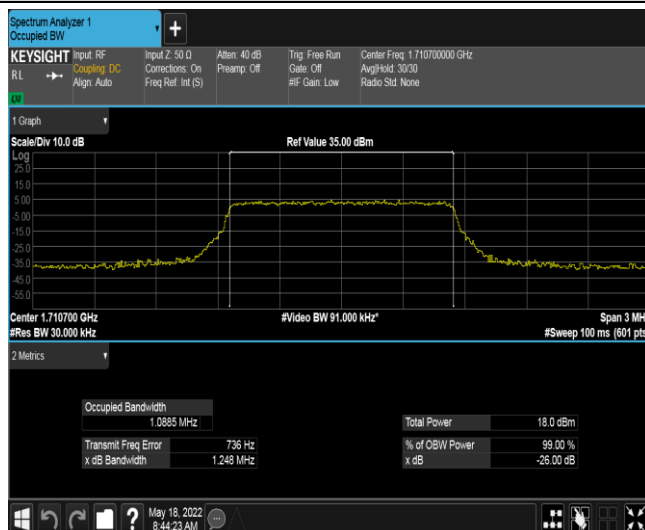 Spectrum Analyzer 1
Occupied BW
+
KEYSIGHT Input: RF Input Z: 50 Ω Atten: 40 dB Trig: Free Run Center Freq: 1.710700000 GHz
RL Coupling: DC Corrections: On Preamp: Off Gate: Off Avg|Hold: 30/30
Align: Auto Freq Ref: Int (S) #IF Gain: Low Radio Std: None
1 Graph
Scale/Div 10.0 dB Ref Value 35.00 dBm
Log
25.0
15.0
5.00
-5.00
-15.0
-25.0
-35.0
-45.0
-55.0
Center 1.710700 GHz #Video BW 91.000 kHz* Span 3 MH
#Res BW 30.000 kHz #Sweep 100 ms (601 pts
2 Metrics
Occupied Bandwidth
1.0885 MHz Total Power 18.0 dBm
Transmit Freq Error 736 Hz % of OBW Power 99.00 %
x dB Bandwidth 1.248 MHz x dB -26.00 dB
? May 18, 2022
8:44:23 AM